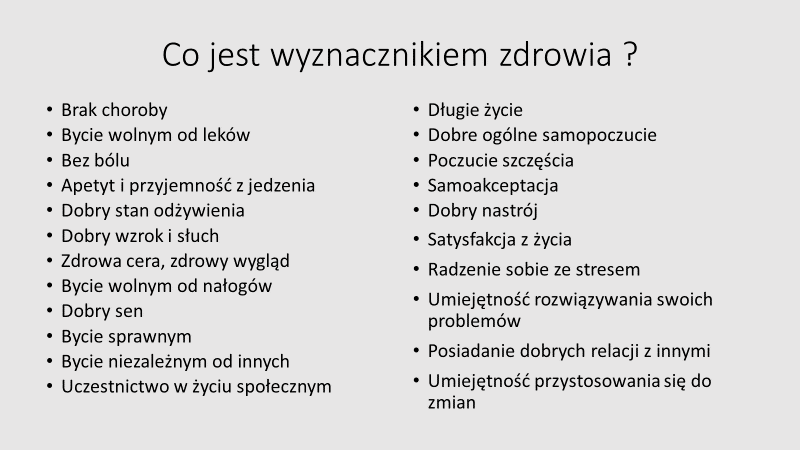 Co jest wyznacznikiem zdrowia ?
• Brak choroby
• Bycie wolnym od leków
• Bez bólu
• Apetyt i przyjemność z jedzenia
• Dobry stan odżywienia
• Dobry wzrok i słuch
• Zdrowa cera, zdrowy wygląd
• Bycie wolnym od nałogów
• Dobry sen
• Bycie sprawnym
• Bycie niezależnym od innych
• Uczestnictwo w życiu społecznym
• Długie życie
• Dobre ogólne samopoczucie
• Poczucie szczęścia
• Samoakceptacja
• Dobry nastrój
• Satysfakcja z życia
• Radzenie sobie ze stresem
• Umiejętność rozwiązywania swoich
problemów
• Posiadanie dobrych relacji z innymi
• Umiejętność przystosowania się do
zmian